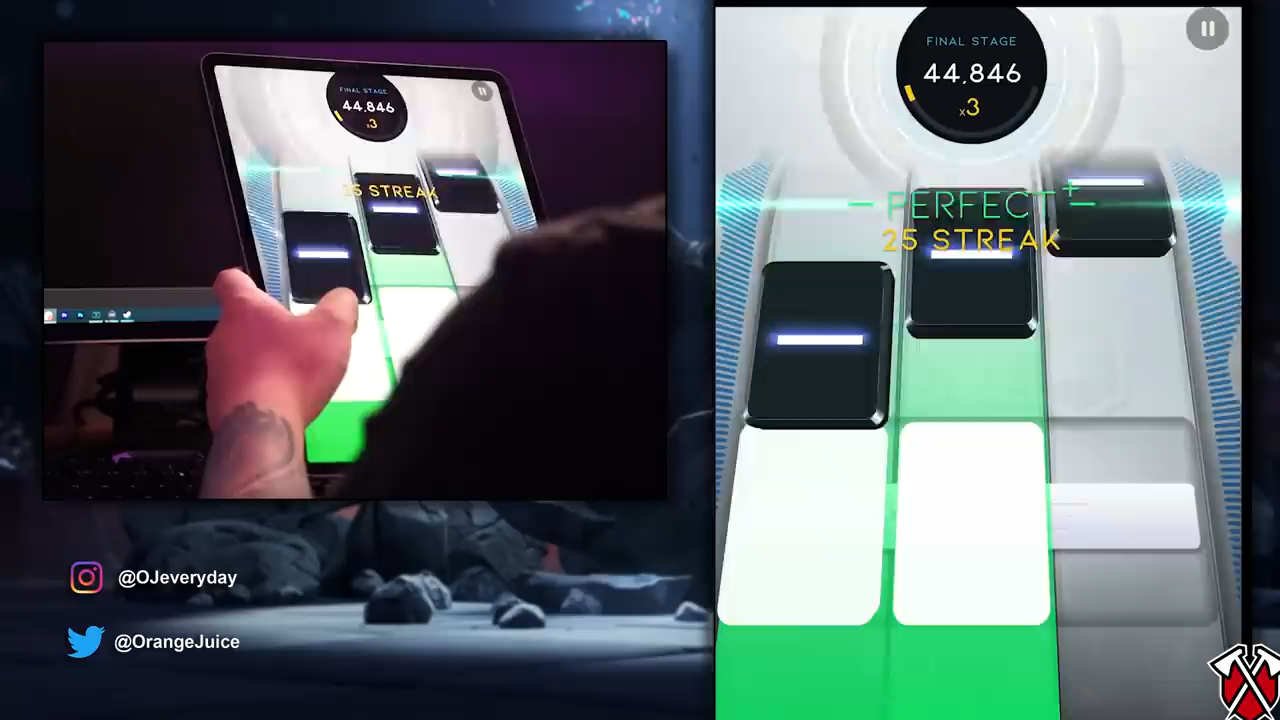 FINAL STAGE
44,846
x3
25 STREAK
FINAL STAGE
44,846
x3
PERFECT+
25 STREAK
@OJeveryday
@OrangeJuice